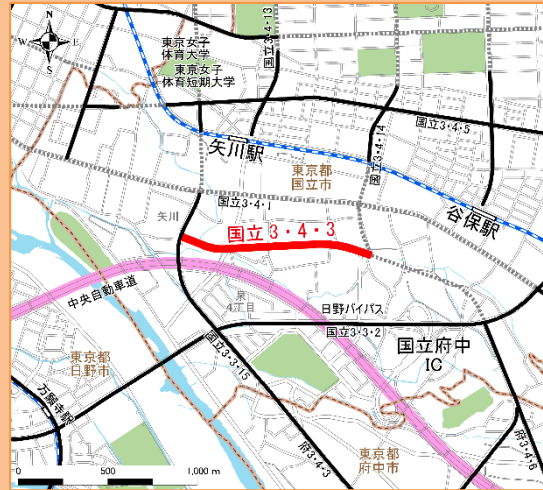 N
W
E
S
東京女子
体育大学
東京女子
体育短期大学
国立3・4・13
国立3・4・14
国立3・4・5
矢川駅
東京都
国立市
谷保駅
国立3・4・1
矢川
国立3・4・3
中央自動車道
泉
4丁目
日野バイパス
国立3・3・2
国立府中
IC
東京都
日野市
国立3・3・15
万願寺駅
府3・4・3
東京都
府中市
府3・4・6
0
500
1,000 m